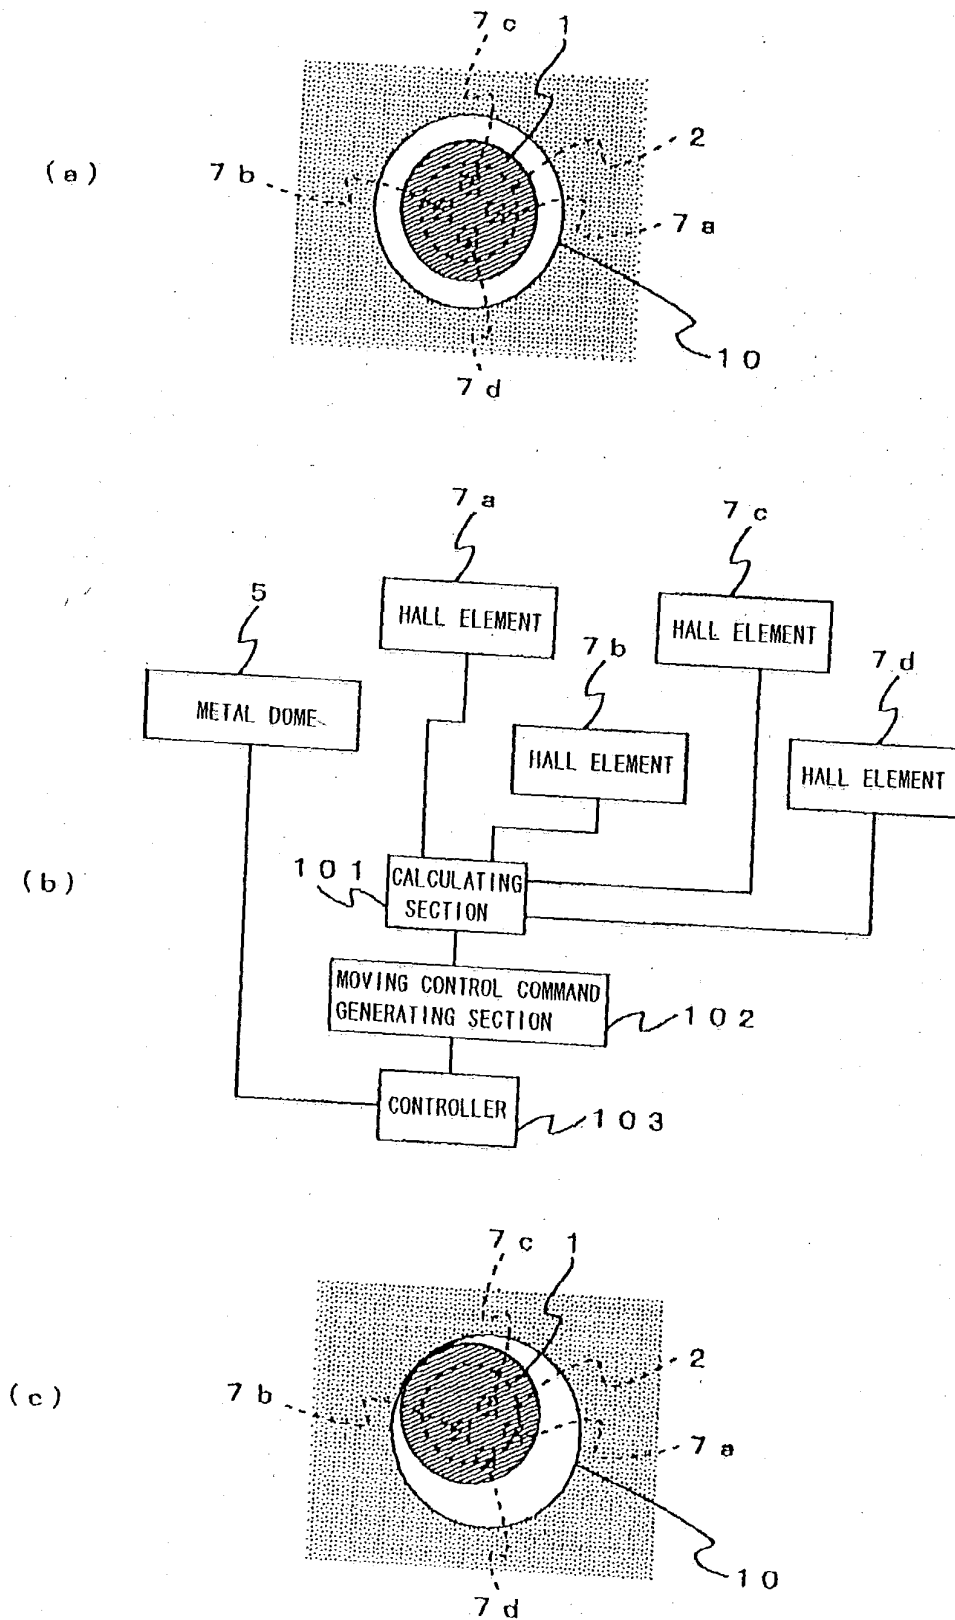 7c 1
(a)
7b
2
7a
10
7d
7a
7c
5
HALL ELEMENT
HALL ELEMENT
7b
7d
METAL DOME
HALL ELEMENT
HALL ELEMENT
(b)
101
CALCULATING
SECTION
MOVING CONTROL COMMAND
GENERATING SECTION
102
CONTROLLER
103
7c 1
(c)
7b
2
7a
10
7d